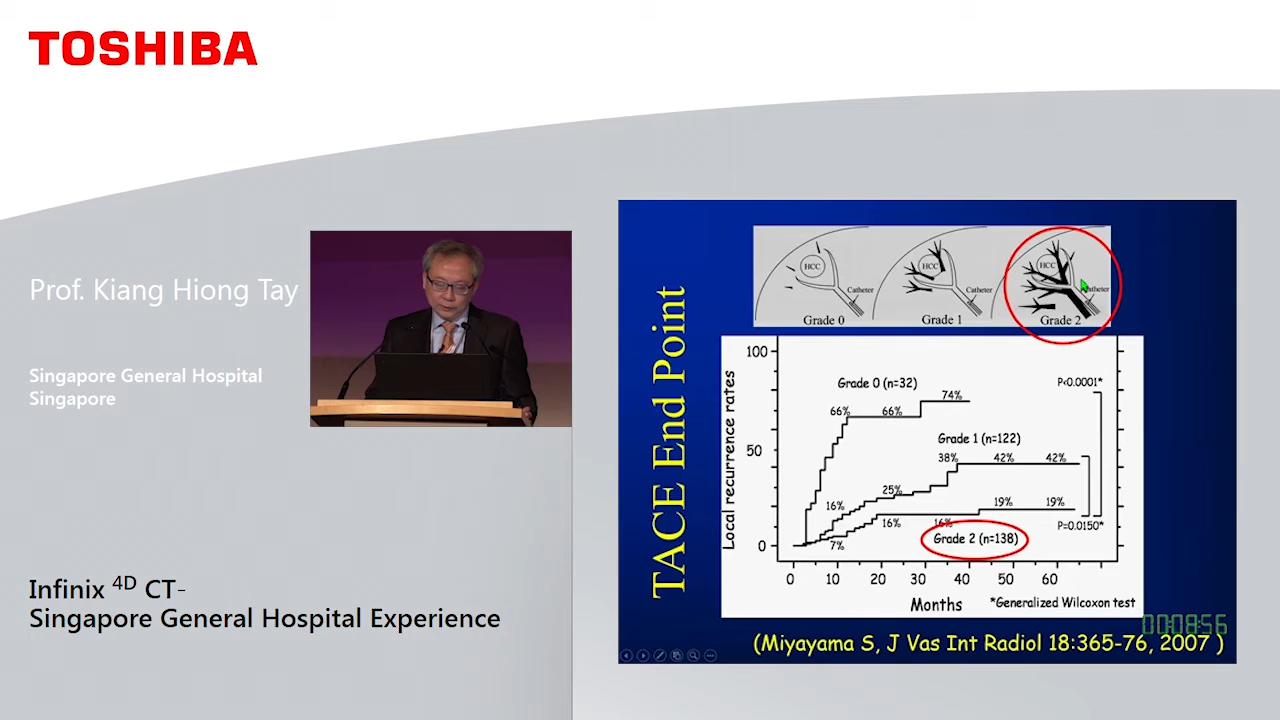 TOSHIBA
Prof. Kiang Hiong Tay
Singapore General Hospital
Singapore
Infinix 4D CT-
Singapore General Hospital Experience
TACE End Point
HCC
Catheter
Grade 0
HCC
Catheter
Grade 1
HCC
Catheter
Grade 2
Local recurrence rates
100
50
0
Grade 0 (n=32)
66%
66%
74%
Grade 1 (n=122)
16%
25%
38%
42%
42%
7%
16%
16%
19%
19%
Grade 2 (n=138)
P<0.0001*
P=0.0150*
0 10 20 30 40 50 60
Months
*Generalized Wilcoxon test
00:08:56
(Miyayama S, J Vas Int Radiol 18:365-76, 2007 )